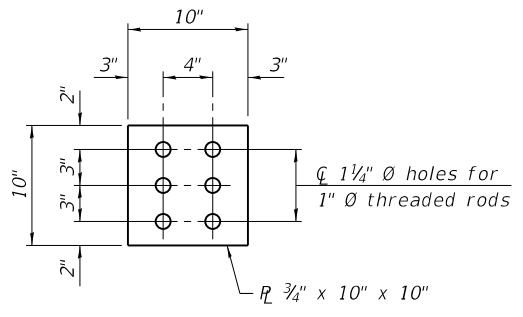 10"
3" 4" 3"
2"
10"
3"
3"
2"
℄ 1¼" Ø holes for
1" Ø threaded rods
PL ¾" x 10" x 10"